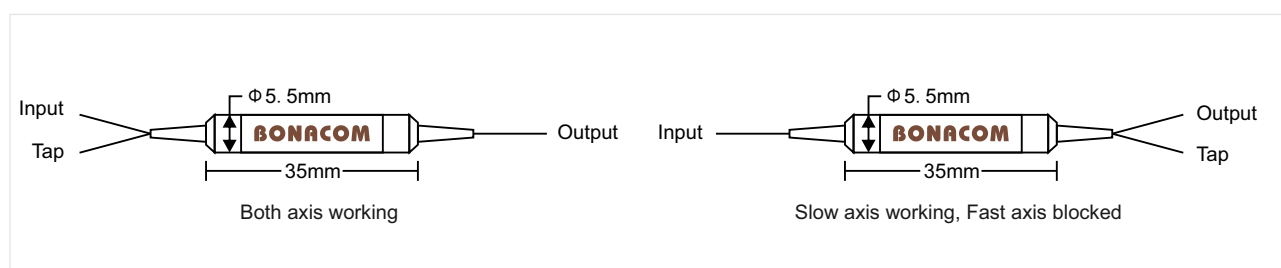 Φ5. 5mm
Input
Tap
BONACOM
Output
35mm
Both axis working
Φ5. 5mm
Input
BONACOM
Output
Tap
35mm
Slow axis working, Fast axis blocked